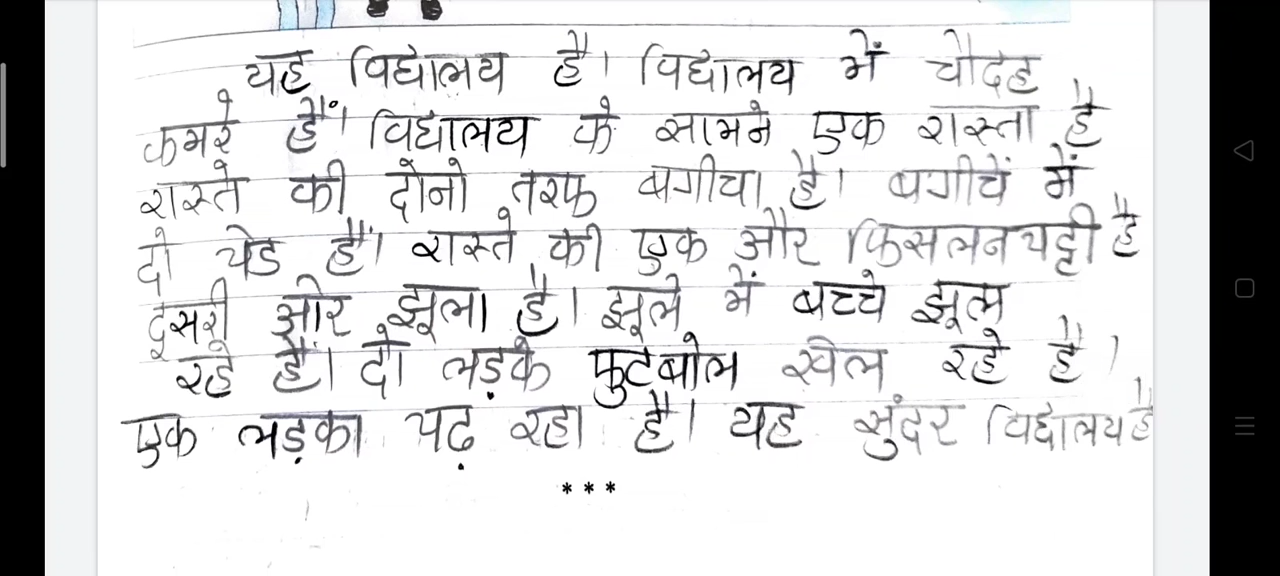 यह विद्यालय है। विद्यालय में चौदह
कमरे हैं। विद्यालय के सामने एक रास्ता है
रास्ते की दोनो तरफ बगीचा है। बगीचें में
दो पेड हैं। रास्ते की एक और फिसलनपट्टी है
दूसरी ओर झूला है। झूले में बच्चे झूल
रहे हैं। दो लड़के फुटबोल खेल रहे है।
एक लड़का पढ़ रहा है। यह सुंदर विद्यालय है
***